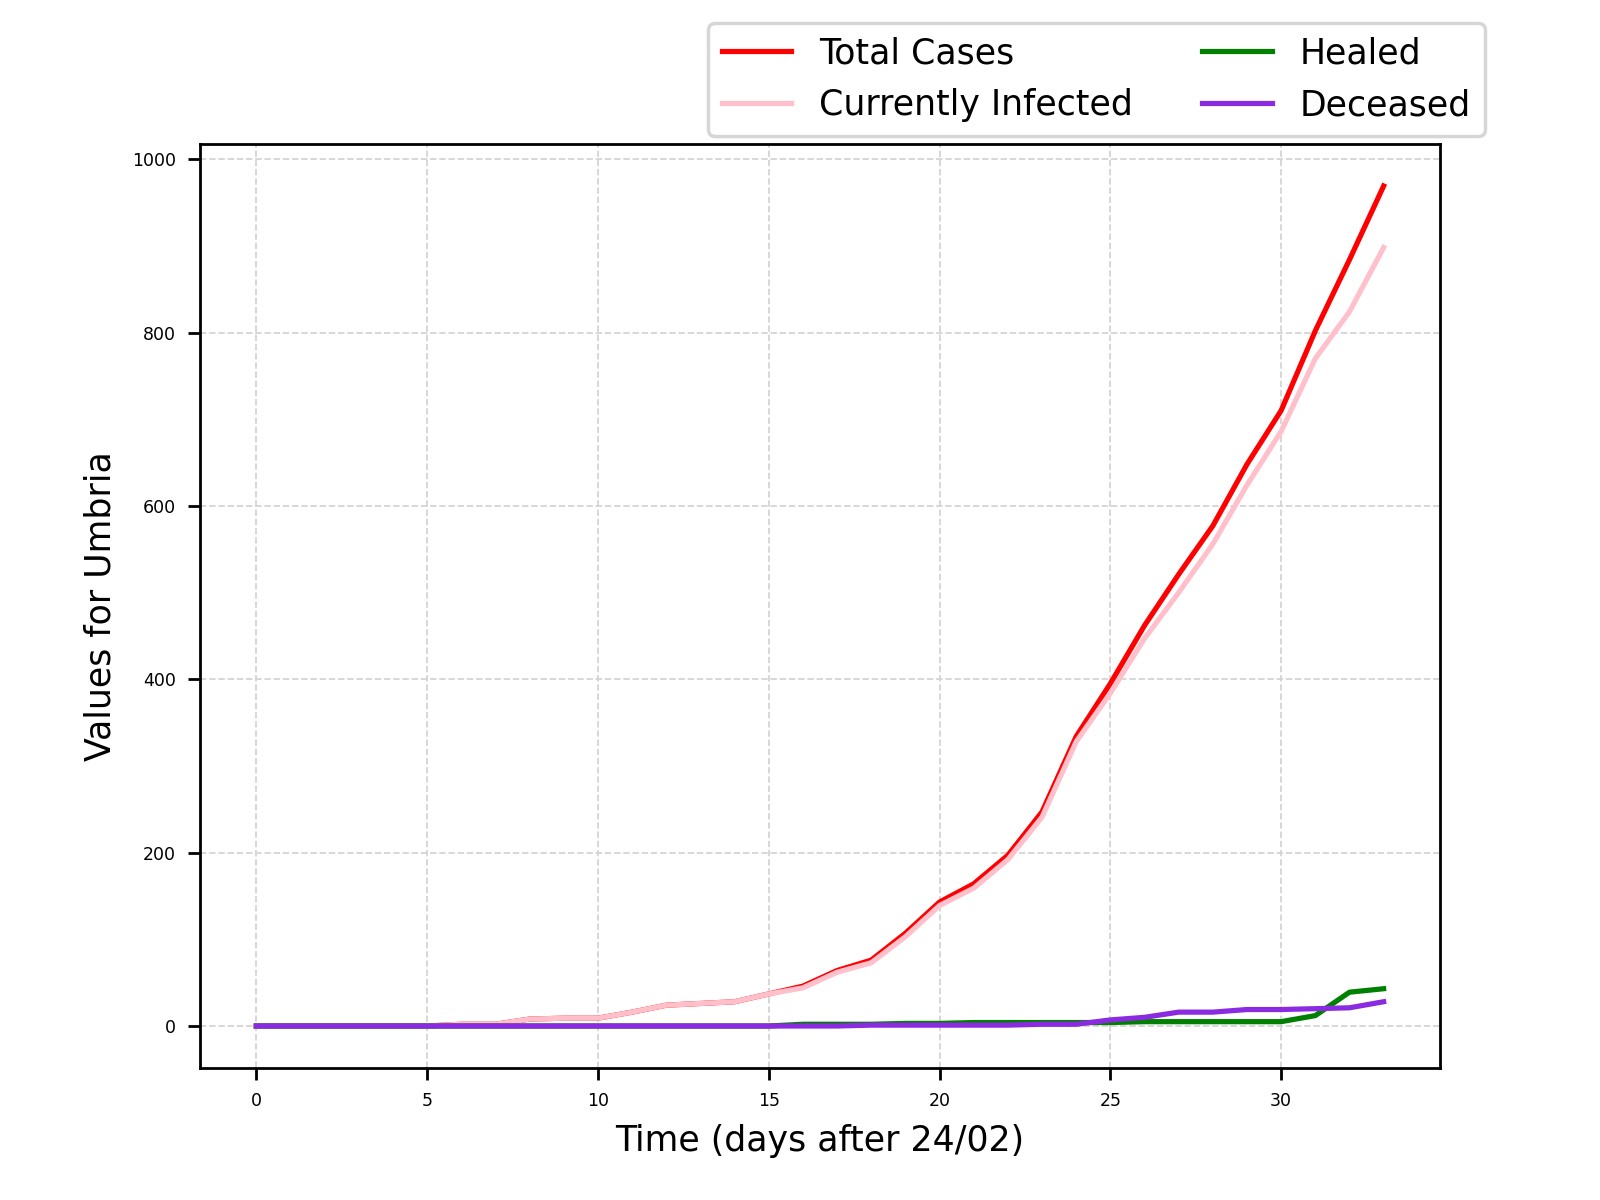 Total Cases
Currently Infected
Healed
Deceased
1000
800
600
400
200
0
Values for Umbria
0 5 10 15 20 25 30
Time (days after 24/02)